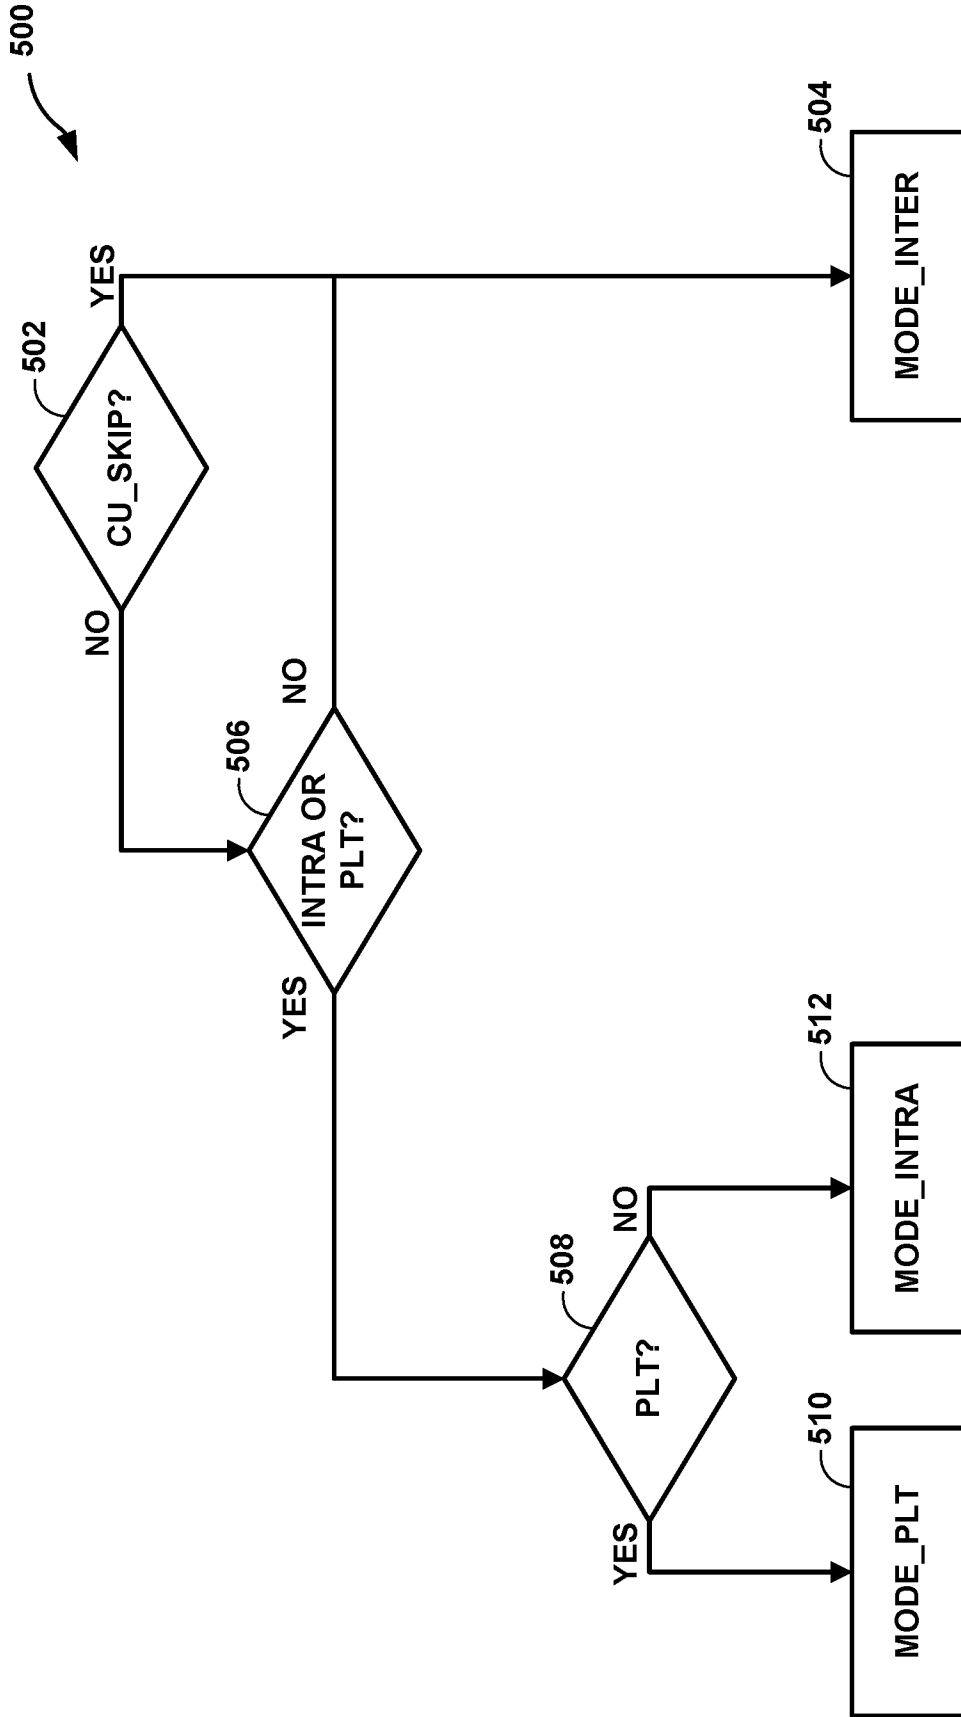 500
502
CU_SKIP?
YES
NO
506
INTRA OR
PLT?
NO
YES
508
PLT?
YES
NO
510
MODE_PLT
512
MODE_INTRA
504
MODE_INTER